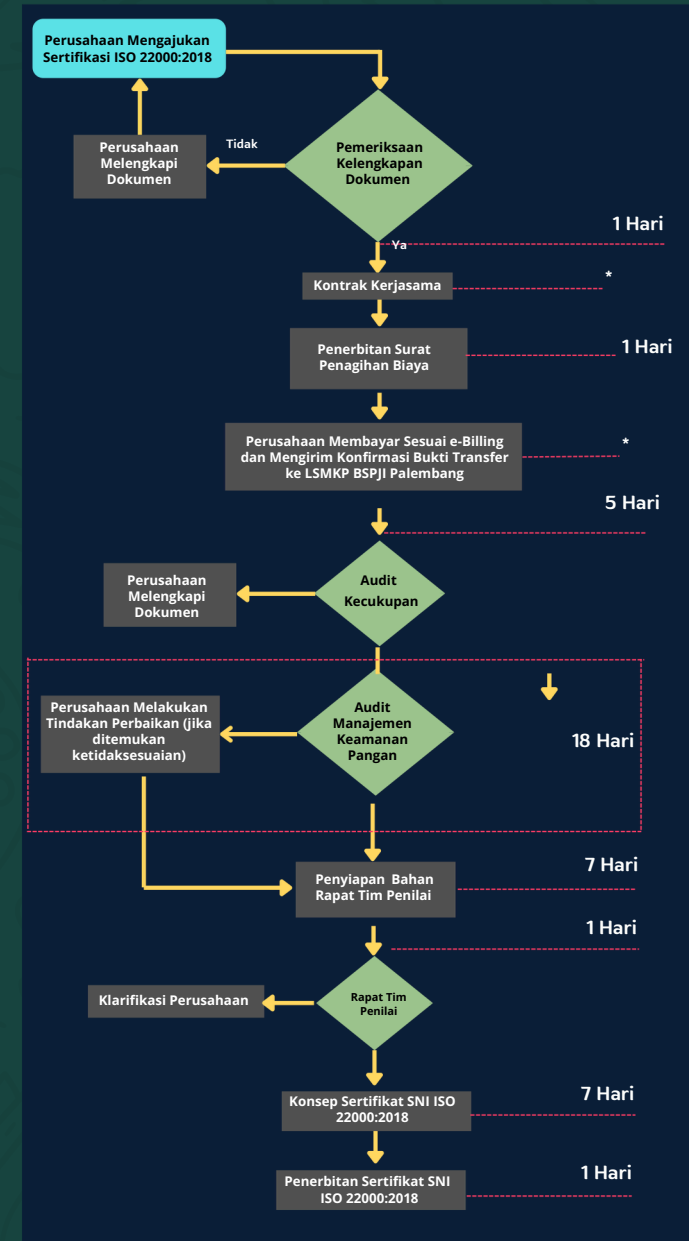 Perusahaan Mengajukan
Sertifikasi ISO 22000:2018
Perusahaan
Melengkapi
Dokumen
Tidak
Pemeriksaan
Kelengkapan
Dokumen
1 Hari
Ya
Kontrak Kerjasama
*
Penerbitan Surat
Penagihan Biaya
1 Hari
Perusahaan Membayar Sesuai e-Billing
dan Mengirim Konfirmasi Bukti Transfer
ke LSMKP BSPJI Palembang
*
5 Hari
Perusahaan
Melengkapi
Dokumen
Audit
Kecukupan
Perusahaan Melakukan
Tindakan Perbaikan (jika
ditemukan
ketidaksesuaian)
Audit
Manajemen
Keamanan
Pangan
18 Hari
Penyiapan Bahan
Rapat Tim Penilai
7 Hari
1 Hari
Klarifikasi Perusahaan
Rapat Tim
Penilai
Konsep Sertifikat SNI ISO
22000:2018
7 Hari
Penerbitan Sertifikat SNI
ISO 22000:2018
1 Hari